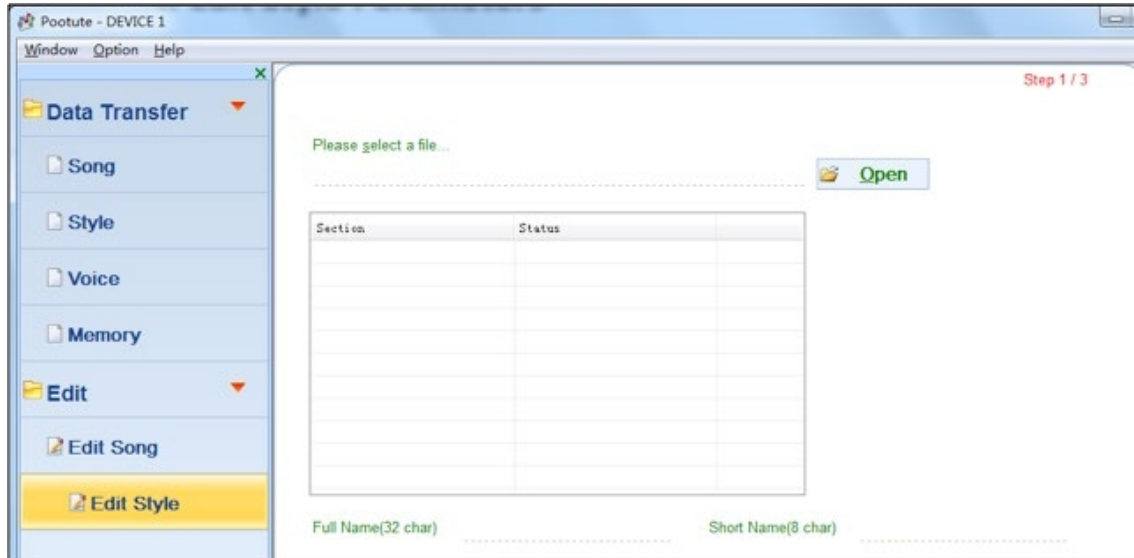 Pootute - DEVICE 1
Window Option Help
Step 1 / 3
Data Transfer
Song
Style
Voice
Memory
Edit
Edit Song
Edit Style
Please select a file...
Open
Section Status
Full Name(32 char) Short Name(8 char)